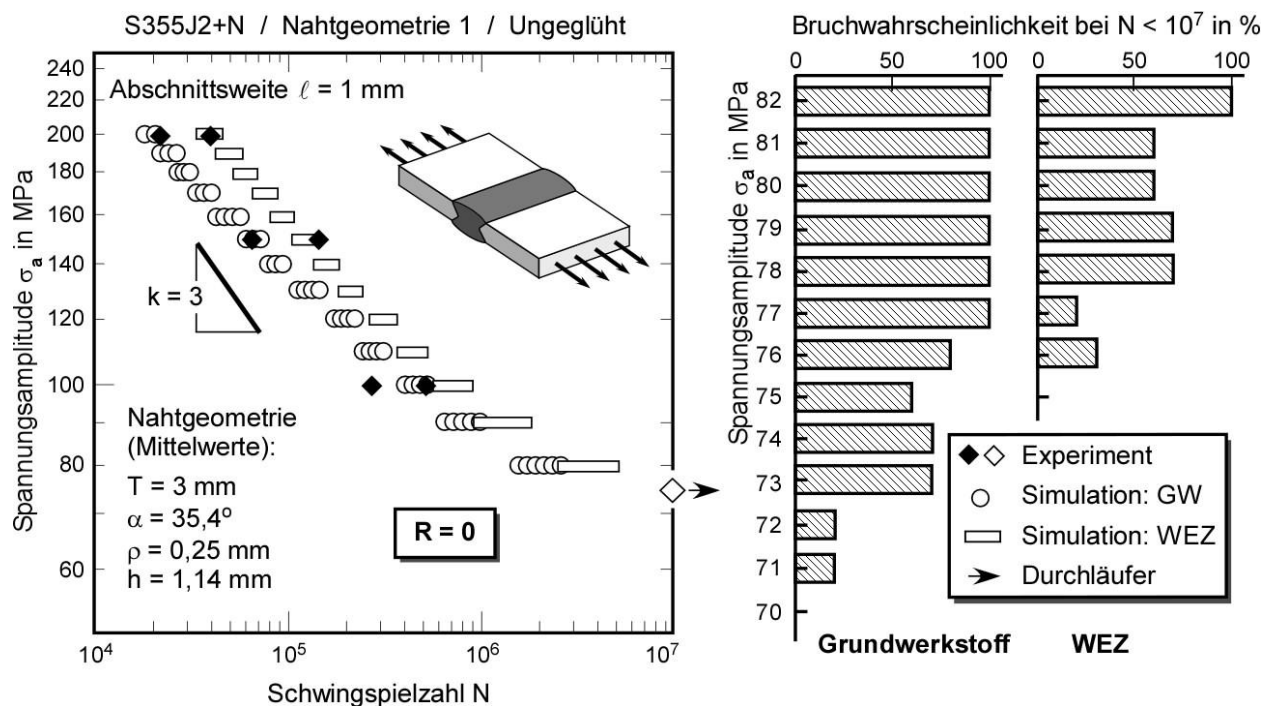 S355J2+N / Nahtgeometrie 1 / Ungeglüht
Spannungsamplitude σa in MPa
240
220
200
180
160
140
120
100
80
60
Abschnittsweite ℓ = 1 mm
k = 3
Nahtgeometrie
(Mittelwerte):
T = 3 mm
α = 35,4º
ρ = 0,25 mm
h = 1,14 mm
R = 0
10⁴ 10⁵ 10⁶ 10⁷
Schwingspielzahl N
Bruchwahrscheinlichkeit bei N < 10⁷ in %
0 50 100 0 50 100
Spannungsamplitude σa in MPa
82
81
80
79
78
77
76
75
74
73
72
71
70
Experiment
Simulation: GW
Simulation: WEZ
Durchläufer
Grundwerkstoff WEZ